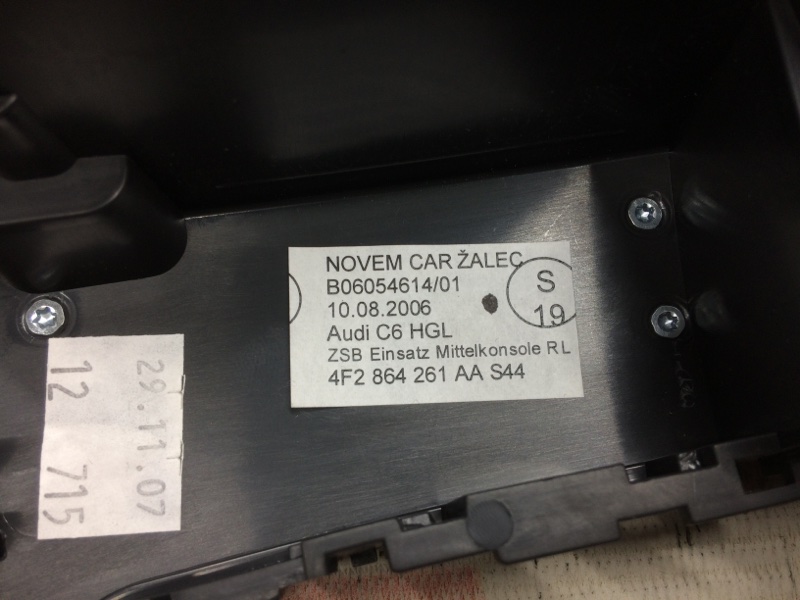 NOVEM CAR ŽALEC
B06054614/01
10.08.2006
Audi C6 HGL
ZSB Einsatz Mittelkonsole RL
4F2 864 261 AA S44
S
19
29.11.07
12 715